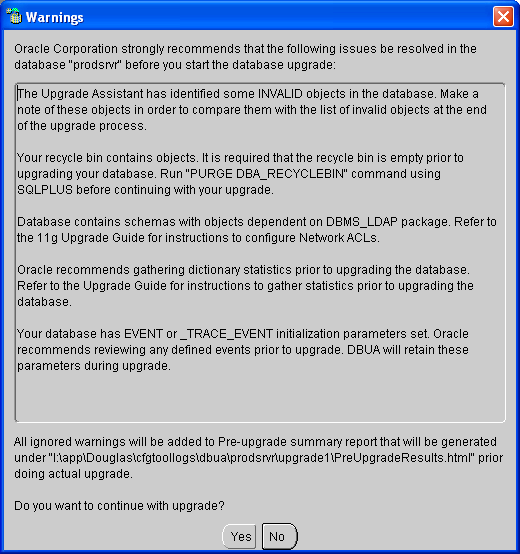 Warnings
Oracle Corporation strongly recommends that the following issues be resolved in the
database "prodsrvr" before you start the database upgrade:
The Upgrade Assistant has identified some INVALID objects in the database. Make a
note of these objects in order to compare them with the list of invalid objects at the end
of the upgrade process.
Your recycle bin contains objects. It is required that the recycle bin is empty prior to
upgrading your database. Run "PURGE DBA_RECYCLEBIN" command using
SQLPLUS before continuing with your upgrade.
Database contains schemas with objects dependent on DBMS_LDAP package. Refer to
the 11g Upgrade Guide for instructions to configure Network ACLs.
Oracle recommends gathering dictionary statistics prior to upgrading the database.
Refer to the Upgrade Guide for instructions to gather statistics prior to upgrading the
database.
Your database has EVENT or _TRACE_EVENT initialization parameters set. Oracle
recommends reviewing any defined events prior to upgrade. DBUA will retain these
parameters during upgrade.
All ignored warnings will be added to Pre-upgrade summary report that will be generated
under "I:\app\Douglas\cfgtoollogs\dbua\prodsrvr\upgrade1\PreUpgradeResults.html" prior
doing actual upgrade.
Do you want to continue with upgrade?
Yes No